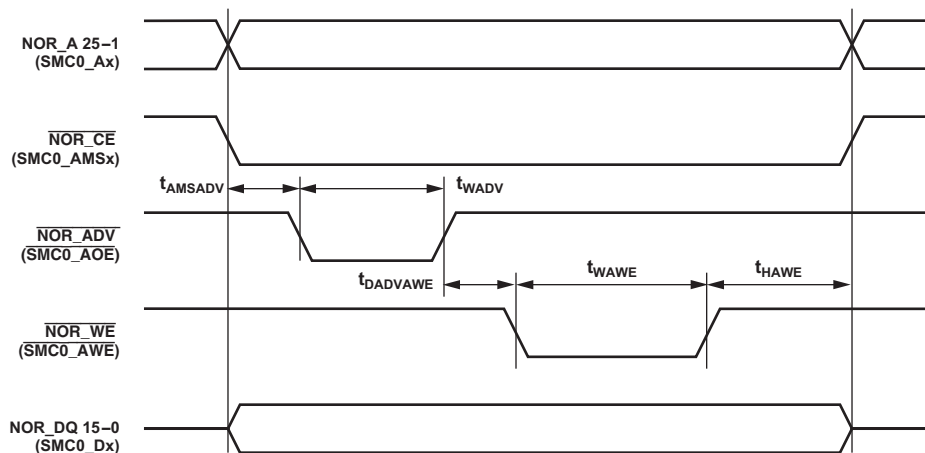 NOR_A 25–1
(SMC0_Ax)
NOR_CE
(SMC0_AMSx)
tAMSADV
tWADV
NOR_ADV
(SMC0_AOE)
tDADVAWE
tWAWE
tHAWE
NOR_WE
(SMC0_AWE)
NOR_DQ 15–0
(SMC0_Dx)